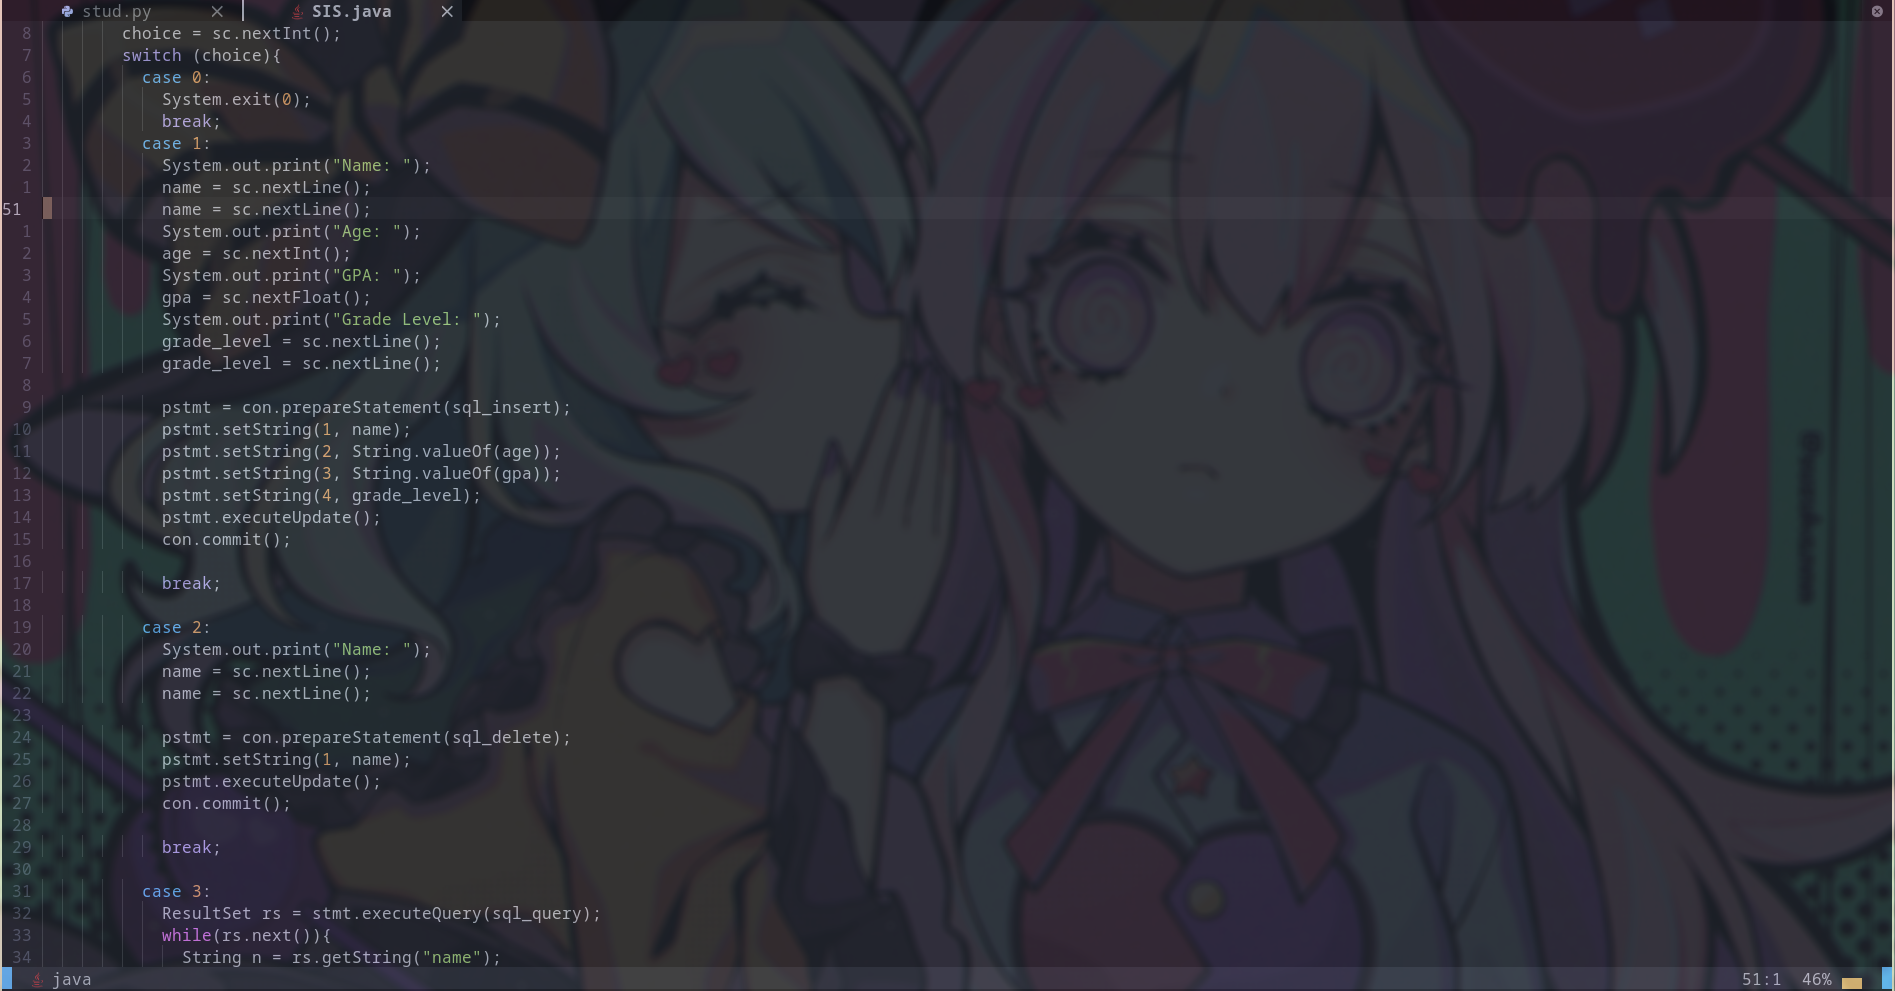 stud.py SIS.java
8 choice = sc.nextInt();
7 switch (choice){
6 case 0:
5 System.exit(0);
4 break;
3 case 1:
2 System.out.print("Name: ");
1 name = sc.nextLine();
51 name = sc.nextLine();
1 System.out.print("Age: ");
2 age = sc.nextInt();
3 System.out.print("GPA: ");
4 gpa = sc.nextFloat();
5 System.out.print("Grade Level: ");
6 grade_level = sc.nextLine();
7 grade_level = sc.nextLine();
8
9 pstmt = con.prepareStatement(sql_insert);
10 pstmt.setString(1, name);
11 pstmt.setString(2, String.valueOf(age));
12 pstmt.setString(3, String.valueOf(gpa));
13 pstmt.setString(4, grade_level);
14 pstmt.executeUpdate();
15 con.commit();
16
17 break;
18
19 case 2:
20 System.out.print("Name: ");
21 name = sc.nextLine();
22 name = sc.nextLine();
23
24 pstmt = con.prepareStatement(sql_delete);
25 pstmt.setString(1, name);
26 pstmt.executeUpdate();
27 con.commit();
28
29 break;
30
31 case 3:
32 ResultSet rs = stmt.executeQuery(sql_query);
33 while(rs.next()){
34 String n = rs.getString("name");
java 51:1 46%